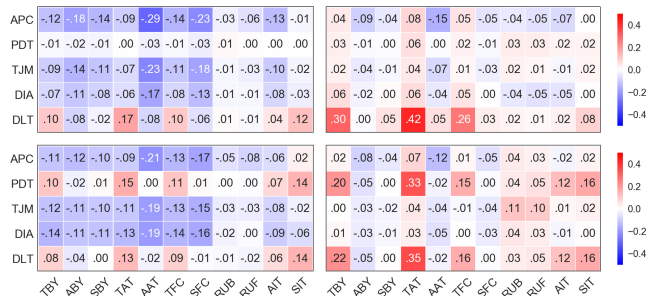 APC -.12 -.18 -.14 -.11 -.29 -.14 -.23 -.03 -.06 -.13 -.01 .04 -.09 -.04 .08 -.15 .05 -.05 -.04 -.05 -.07 .00 0.4
PDT -.01 -.02 -.01 .00 -.03 -.01 -.01 .01 .00 .00 .00 .03 -.01 .00 .06 -.02 .05 .00 .03 .03 .02 .02 0.2
TJM -.09 -.14 -.11 -.07 -.23 -.11 -.18 -.01 -.03 -.10 -.02 .02 -.04 -.01 .04 -.07 .01 -.03 .02 .01 -.01 .02 0.0
DIA -.07 -.11 -.08 -.06 -.17 -.08 -.13 -.01 -.01 -.08 -.03 .06 -.02 .00 .06 -.04 .05 .00 -.04 -.05 -.05 .00 −0.2
DLT .10 -.08 -.02 .17 -.08 .10 -.06 -.01 -.01 .04 .12 .30 .00 .05 .42 .05 .26 .03 .02 .01 .02 .08 −0.4
APC -.11 -.12 -.10 -.09 -.21 -.13 -.17 -.05 -.08 -.06 .02 .02 -.08 -.04 .07 -.12 .01 -.05 .04 .03 -.02 .02 0.4
PDT .10 -.02 .01 .15 .00 .11 .00 .00 .00 .07 .14 .20 -.05 .00 .33 -.02 .15 .00 .04 .05 .12 .16 0.2
TJM -.12 -.11 -.11 -.10 -.19 -.13 -.15 -.03 -.03 -.08 -.02 .00 -.03 -.02 .04 -.04 -.01 -.04 .11 .10 .01 .02 0.0
DIA -.14 -.11 -.11 -.13 -.19 -.14 -.16 -.02 .00 -.09 -.06 .01 -.03 -.01 .03 -.05 .00 -.03 .04 .03 -.02 .02 −0.2
DLT .08 -.04 .00 .13 -.02 .09 -.01 -.01 -.02 .06 .14 .22 -.05 .00 .35 -.02 .16 .00 .03 .05 .12 .16 −0.4
TBY ABY SBY TAT AAT TFC SFC RUB RUF AIT SIT TBY ABY SBY TAT AAT TFC SFC RUB RUF AIT SIT